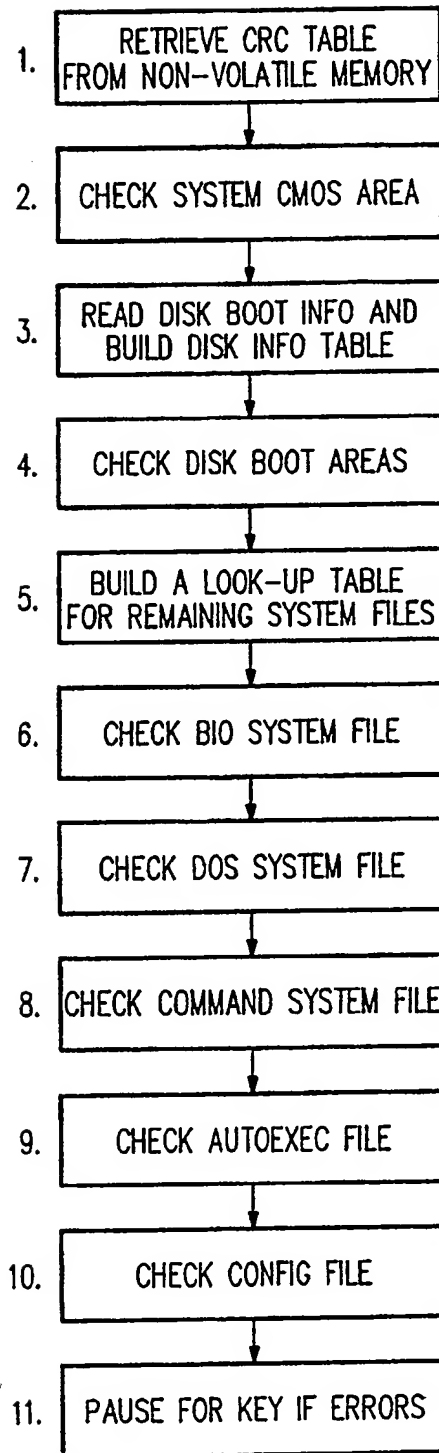 1. RETRIEVE CRC TABLE
FROM NON-VOLATILE MEMORY
2. CHECK SYSTEM CMOS AREA
3. READ DISK BOOT INFO AND
BUILD DISK INFO TABLE
4. CHECK DISK BOOT AREAS
5. BUILD A LOOK-UP TABLE
FOR REMAINING SYSTEM FILES
6. CHECK BIO SYSTEM FILE
7. CHECK DOS SYSTEM FILE
8. CHECK COMMAND SYSTEM FILE
9. CHECK AUTOEXEC FILE
10. CHECK CONFIG FILE
11. PAUSE FOR KEY IF ERRORS